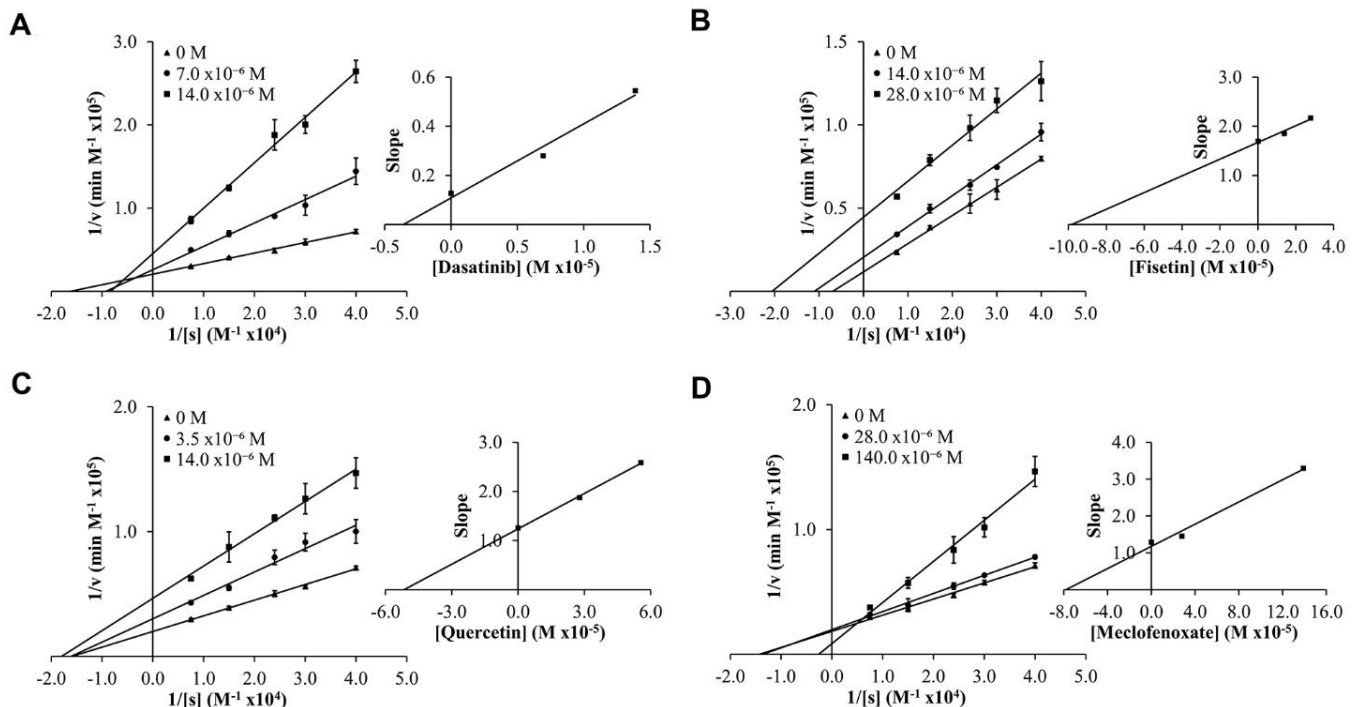 A
3.0
2.0
1.0
1/v (min M⁻¹ x10⁵)
▲ 0 M
● 7.0 x10⁻⁶ M
■ 14.0 x10⁻⁶ M
-2.0 -1.0 0.0 1.0 2.0 3.0 4.0 5.0
1/[s] (M⁻¹ x10⁴)
0.6
0.4
0.2
Slope
-0.5 0.0 0.5 1.0 1.5
[Dasatinib] (M x10⁻⁵)
B
1.5
1.0
0.5
1/v (min M⁻¹ x10⁵)
▲ 0 M
● 14.0 x10⁻⁶ M
■ 28.0 x10⁻⁶ M
-3.0 -2.0 -1.0 0.0 1.0 2.0 3.0 4.0 5.0
1/[s] (M⁻¹ x10⁴)
3.0
2.0
1.0
Slope
-10.0 -8.0 -6.0 -4.0 -2.0 0.0 2.0 4.0
[Fisetin] (M x10⁻⁵)
C
2.0
1.0
1/v (min M⁻¹ x10⁵)
▲ 0 M
● 3.5 x10⁻⁶ M
■ 14.0 x10⁻⁶ M
-2.0 -1.0 0.0 1.0 2.0 3.0 4.0 5.0
1/[s] (M⁻¹ x10⁴)
3.0
2.0
1.0
Slope
-6.0 -3.0 0.0 3.0 6.0
[Quercetin] (M x10⁻⁵)
D
2.0
1.0
1/v (min M⁻¹ x10⁵)
▲ 0 M
● 28.0 x10⁻⁶ M
■ 140.0 x10⁻⁶ M
-2.0 -1.0 0.0 1.0 2.0 3.0 4.0 5.0
1/[s] (M⁻¹ x10⁴)
4.0
3.0
2.0
1.0
Slope
-8.0 -4.0 0.0 4.0 8.0 12.0 16.0
[Meclofenoxate] (M x10⁻⁵)